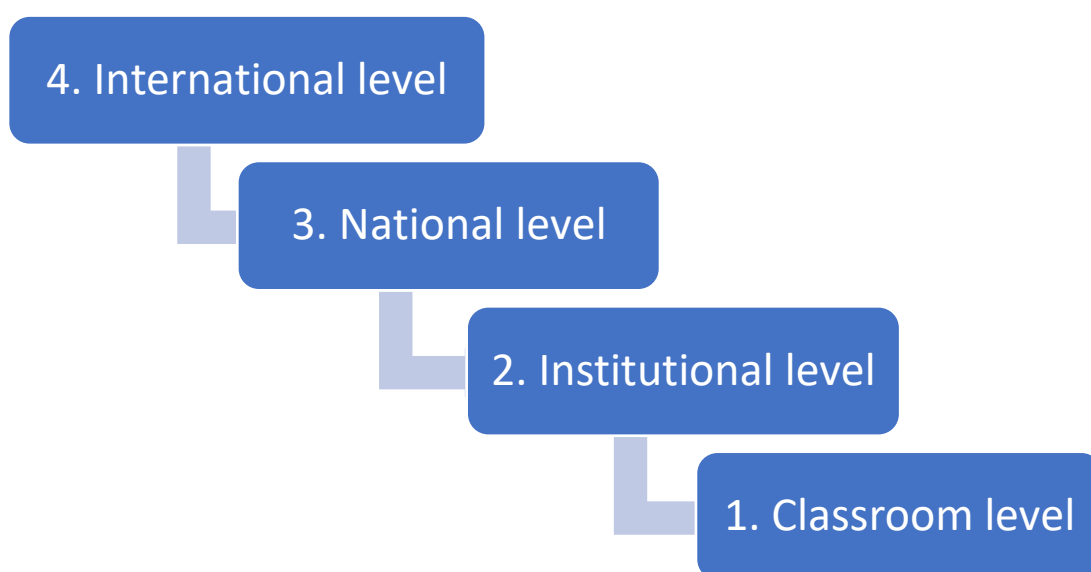 4. International level
3. National level
2. Institutional level
1. Classroom level